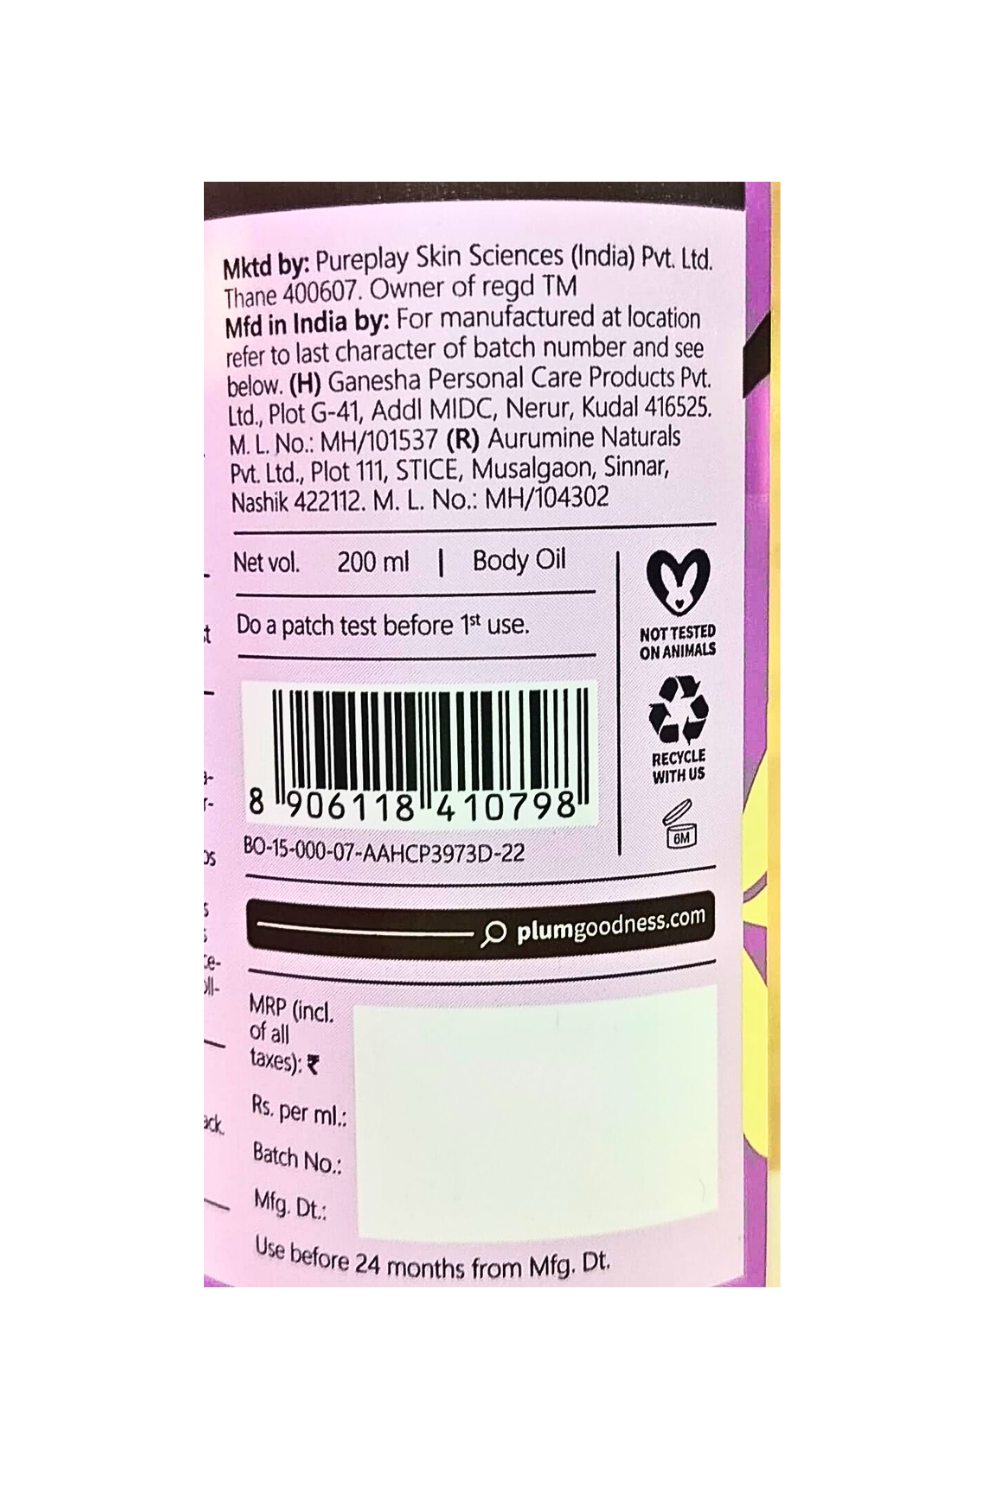 Mktd by: Pureplay Skin Sciences (India) Pvt. Ltd.
Thane 400607. Owner of regd TM
Mfd in India by: For manufactured at location
refer to last character of batch number and see
below. (H) Ganesha Personal Care Products Pvt.
Ltd., Plot G-41, Addl MIDC, Nerur, Kudal 416525.
M. L. No.: MH/101537 (R) Aurumine Naturals
Pvt. Ltd., Plot 111, STICE, Musalgaon, Sinnar,
Nashik 422112. M. L. No.: MH/104302
Net vol. 200 ml | Body Oil
Do a patch test before 1st use.
NOT TESTED
ON ANIMALS
RECYCLE
WITH US
6M
8 906118 410798
BO-15-000-07-AAHCP3973D-22
plumgoodness.com
MRP (incl.
of all
taxes): ₹
Rs. per ml.:
Batch No.:
Mfg. Dt.:
Use before 24 months from Mfg. Dt.